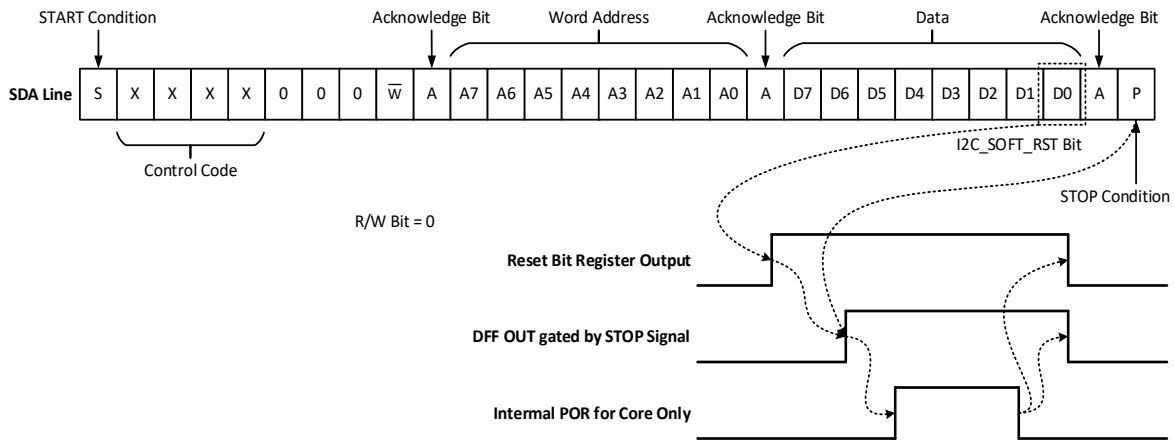 START Condition Acknowledge Bit Word Address Acknowledge Bit Data Acknowledge Bit
SDA Line S X X X X 0 0 0 W A A7 A6 A5 A4 A3 A2 A1 A0 A D7 D6 D5 D4 D3 D2 D1 D0 A P
I2C_SOFT_RST Bit
Control Code
STOP Condition
R/W Bit = 0
Reset Bit Register Output
DFF OUT gated by STOP Signal
Intermal POR for Core Only